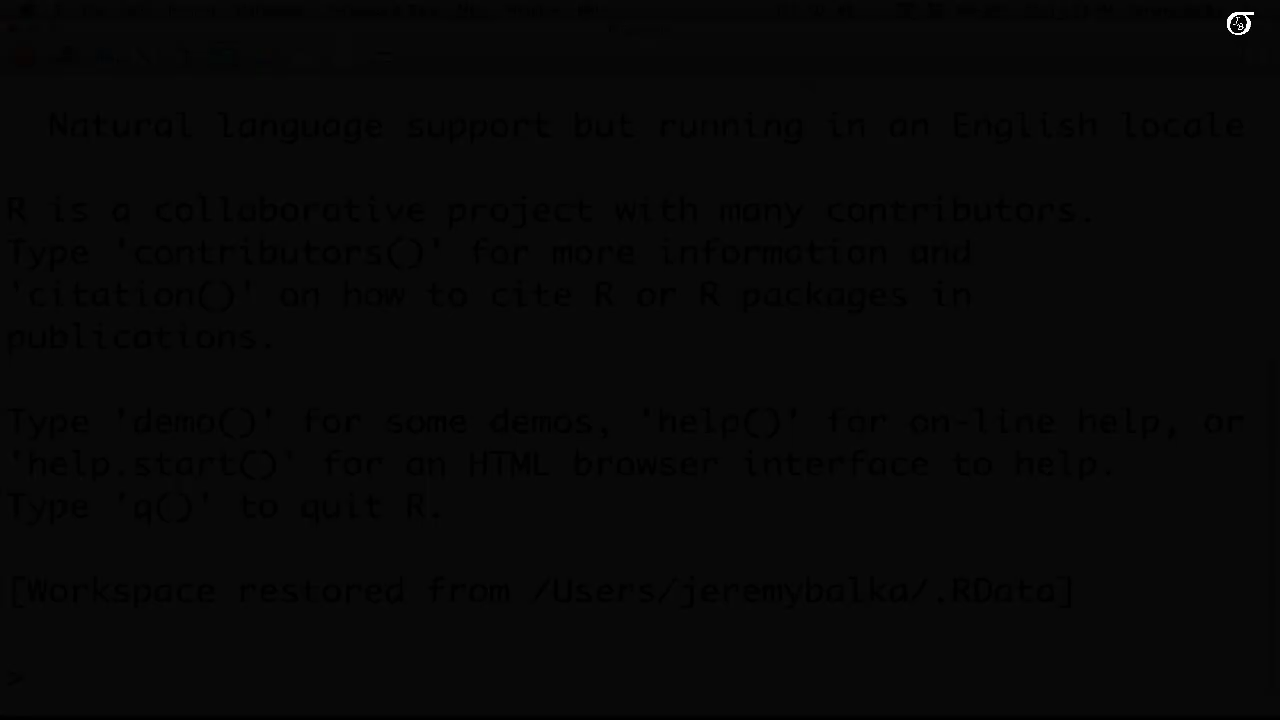 Natural language support but running in an English locale
R is a collaborative project with many contributors.
Type 'contributors()' for more information and
'citation()' on how to cite R or R packages in
publications.
Type 'demo()' for some demos, 'help()' for on-line help, or
'help.start()' for an HTML browser interface to help.
Type 'q()' to quit R.
[Workspace restored from /Users/jeremybalka/.RData]
>